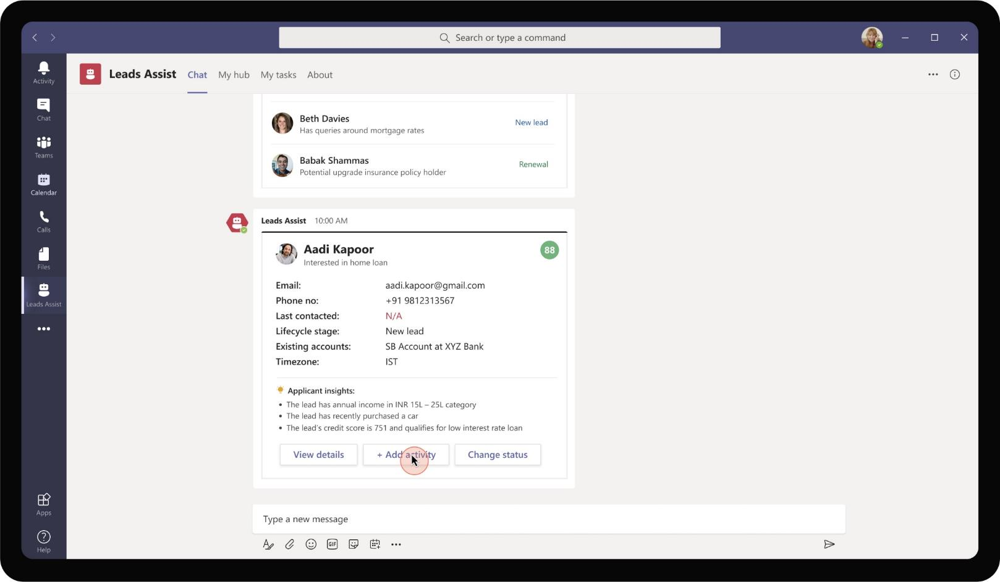 Search or type a command
Activity
Chat
Teams
Calendar
Calls
Files
Leads Assist
Apps
Help
Leads Assist Chat My hub My tasks About
Beth Davies
Has queries around mortgage rates
New lead
Babak Shammas
Potential upgrade insurance policy holder
Renewal
Leads Assist 10:00 AM
Aadi Kapoor
Interested in home loan
88
Email: aadi.kapoor@gmail.com
Phone no: +91 9812313567
Last contacted: N/A
Lifecycle stage: New lead
Existing accounts: SB Account at XYZ Bank
Timezone: IST
Applicant insights:
• The lead has annual income in INR 15L – 25L category
• The lead has recently purchased a car
• The lead's credit score is 751 and qualifies for low interest rate loan
View details + Add activity Change status
Type a new message
GIF